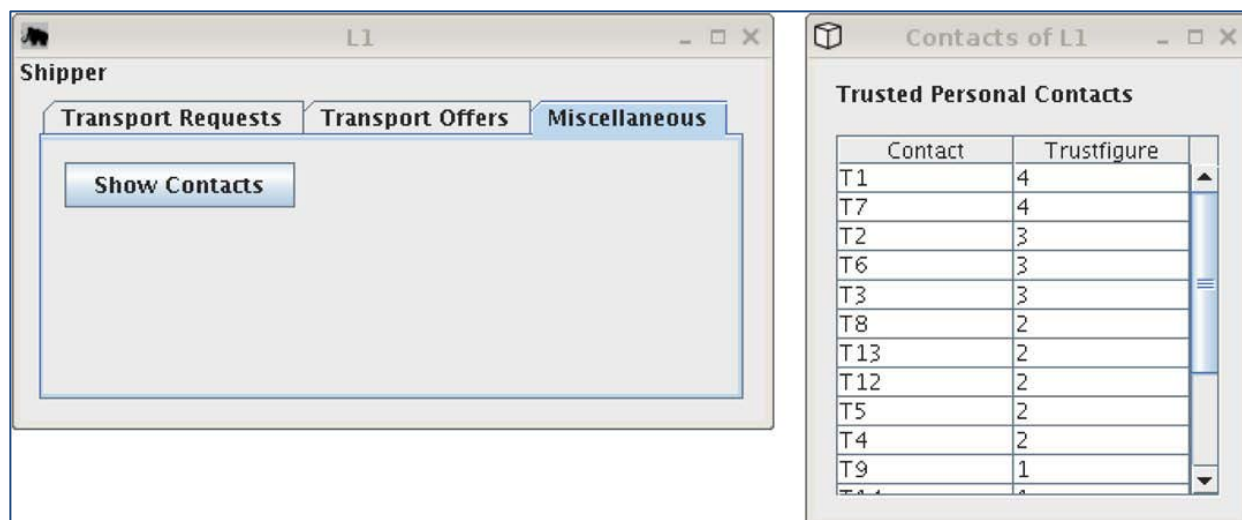 L1
Shipper
Transport Requests Transport Offers Miscellaneous
Show Contacts
Contacts of L1
Trusted Personal Contacts
Contact Trustfigure
T1 4
T7 4
T2 3
T6 3
T3 3
T8 2
T13 2
T12 2
T5 2
T4 2
T9 1